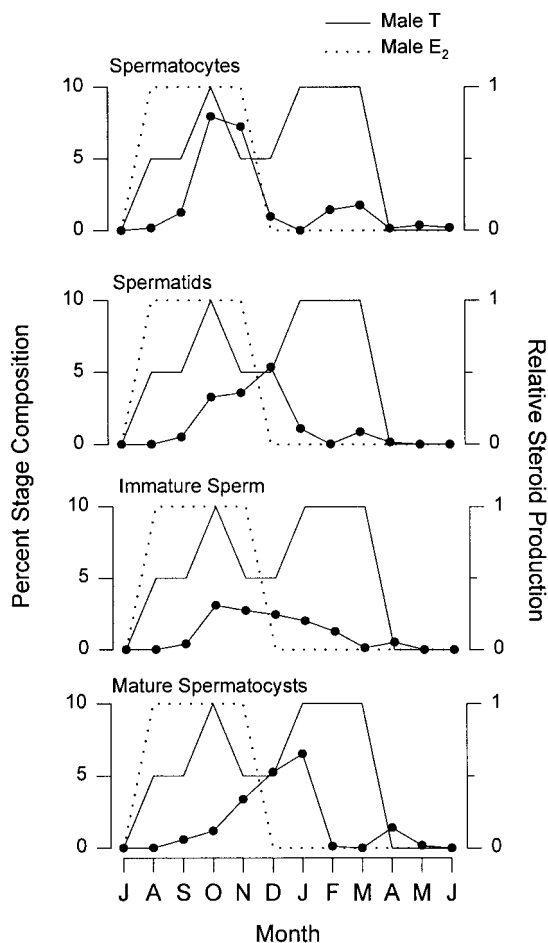 Male T
Male E₂
Spermatocytes
10
5
0
1
0
Spermatids
10
5
0
1
0
Immature Sperm
10
5
0
1
0
Mature Spermatocysts
10
5
0
1
0
J A S O N D J F M A M J
Month
Percent Stage Composition
Relative Steroid Production